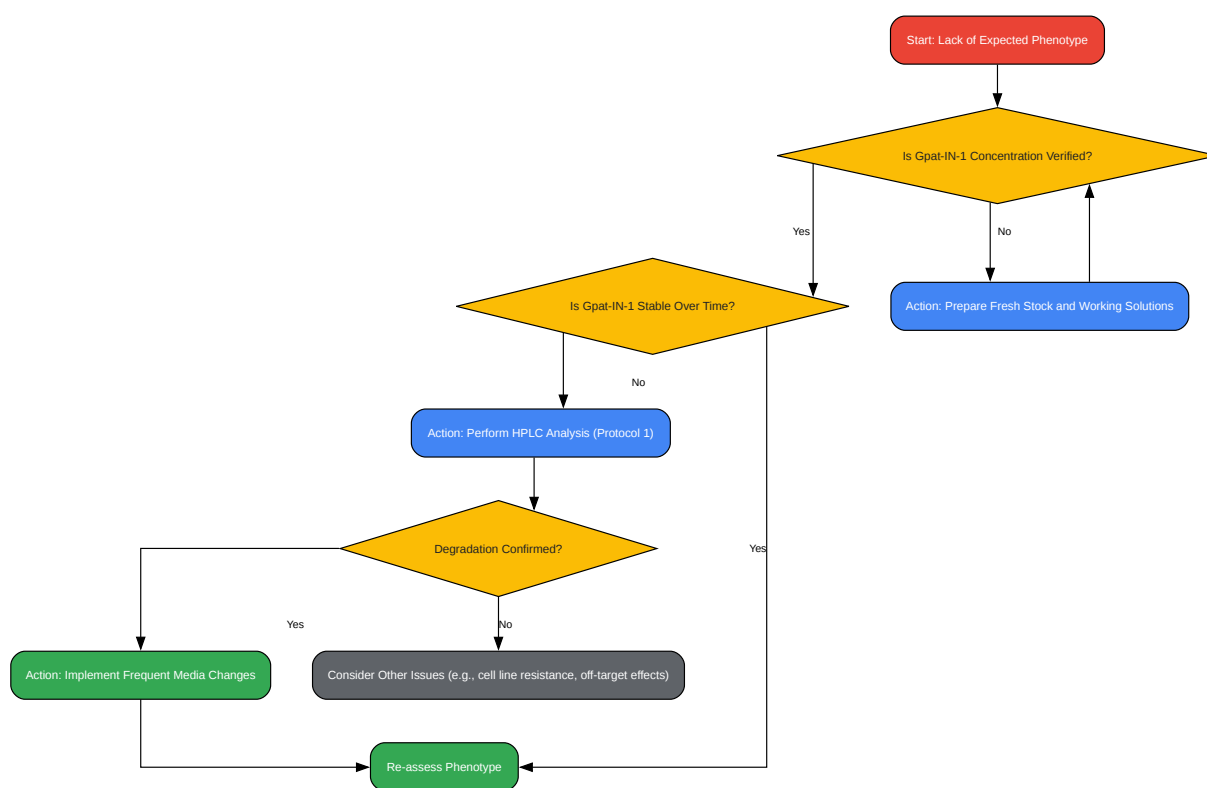 Start: Lack of Expected Phenotype
Is Gpat-IN-1 Concentration Verified?
Yes
No
Is Gpat-IN-1 Stable Over Time?
Action: Prepare Fresh Stock and Working Solutions
No
Action: Perform HPLC Analysis (Protocol 1)
Degradation Confirmed?
Yes
Yes
No
Action: Implement Frequent Media Changes
Consider Other Issues (e.g., cell line resistance, off-target effects)
Re-assess Phenotype